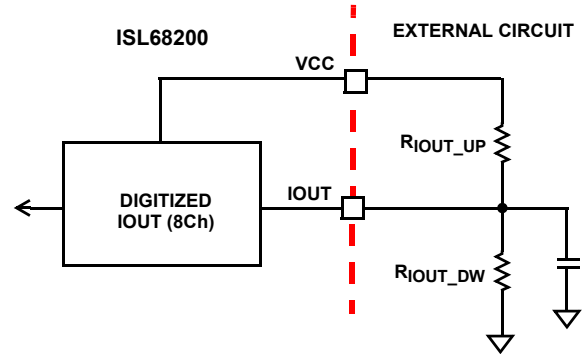 ISL68200
EXTERNAL CIRCUIT
VCC
RIOUT_UP
DIGITIZED
IOUT (8Ch)
IOUT
RIOUT_DW